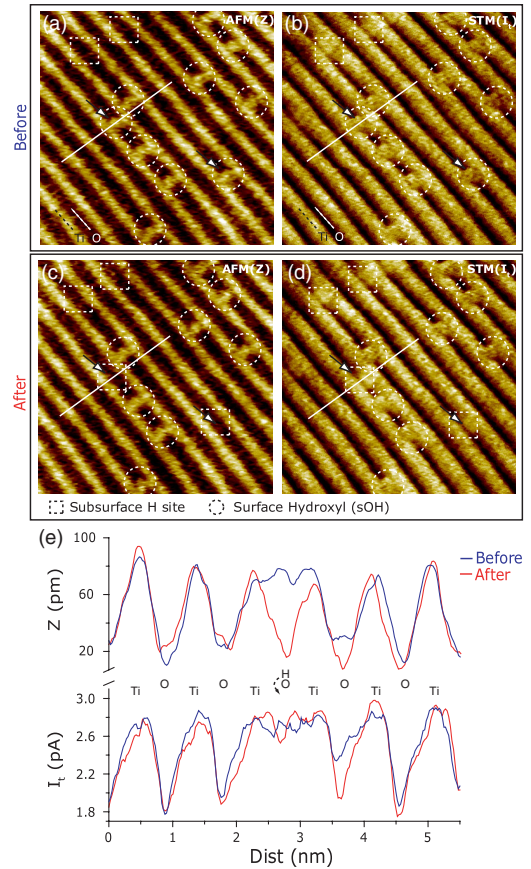 (a) AFM(Z) (b) STM(Iₜ)
Before
Ti O Ti O
(c) AFM(Z) (d) STM(Iₜ)
After
Subsurface H site Surface Hydroxyl (sOH)
(e)
100
Before
After
Z (pm)
60
20
H
O O O O O
Ti Ti Ti Ti Ti Ti
3.0
Iₜ (pA)
2.6
2.2
1.8
0 1 2 3 4 5
Dist (nm)